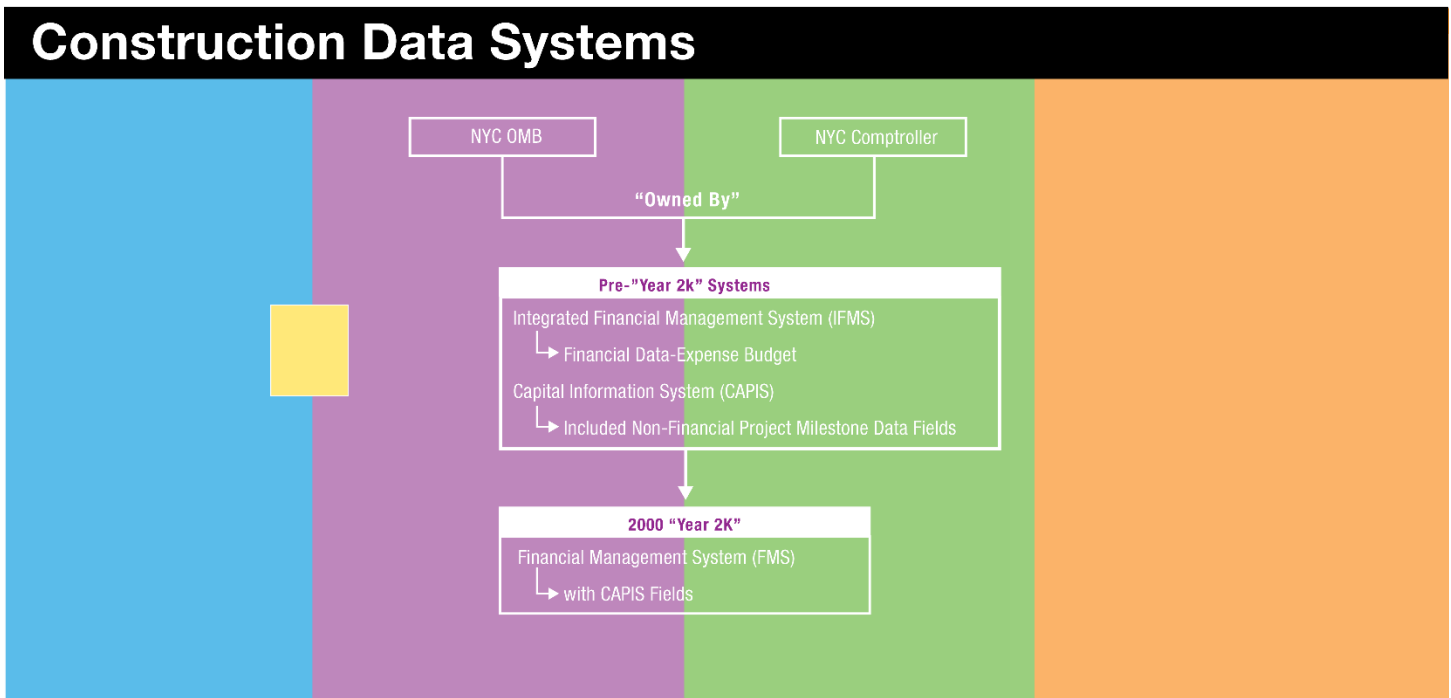 Construction Data Systems
NYC OMB
NYC Comptroller
“Owned By”
Pre-”Year 2k” Systems
Integrated Financial Management System (IFMS)
Financial Data-Expense Budget
Capital Information System (CAPIS)
Included Non-Financial Project Milestone Data Fields
2000 “Year 2K”
Financial Management System (FMS)
with CAPIS Fields